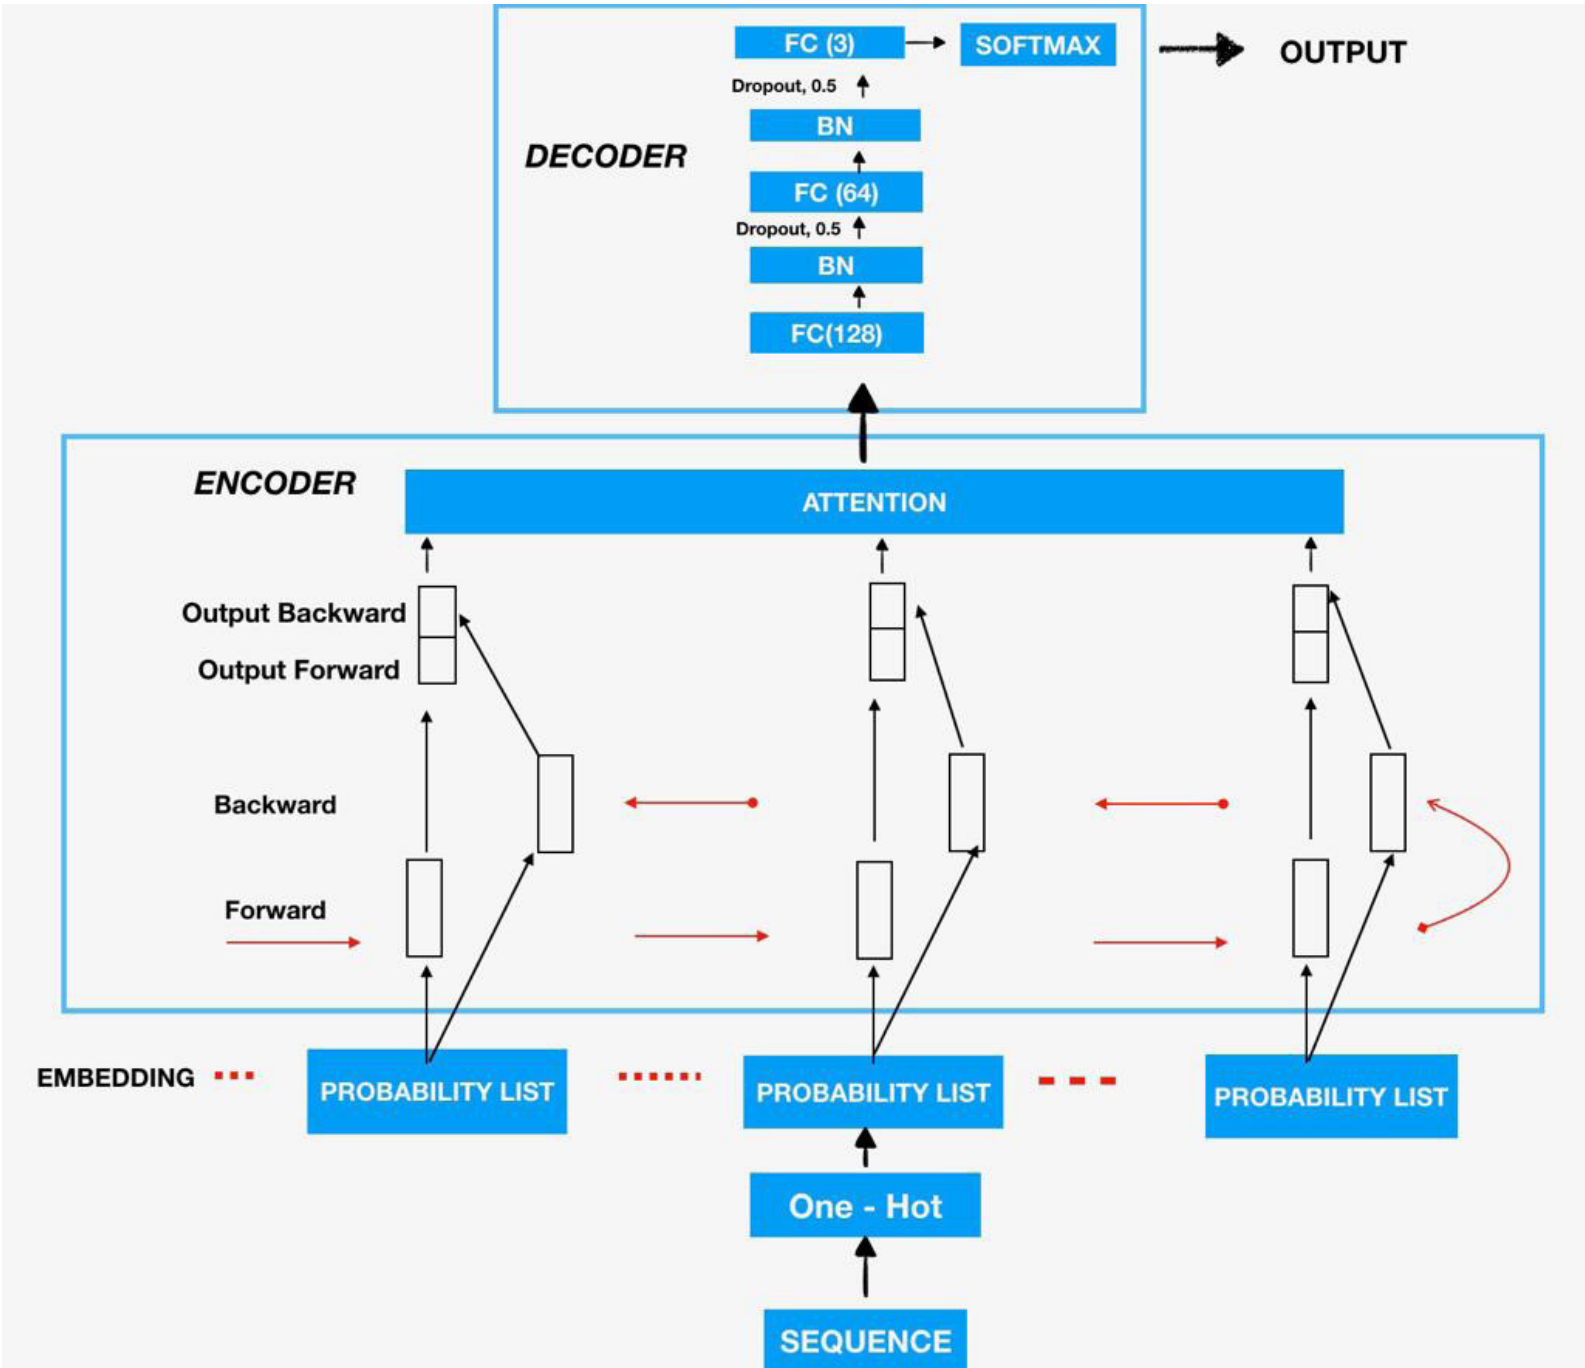 FC (3)
SOFTMAX
OUTPUT
Dropout, 0.5
BN
DECODER
FC (64)
Dropout, 0.5
BN
FC(128)
ENCODER
ATTENTION
Output Backward
Output Forward
Backward
Forward
EMBEDDING
PROBABILITY LIST
PROBABILITY LIST
PROBABILITY LIST
One - Hot
SEQUENCE